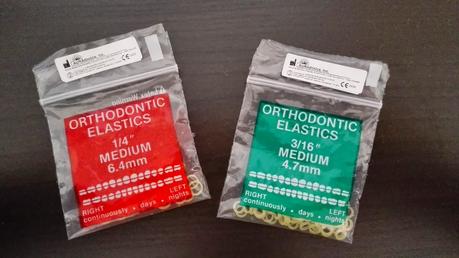 ORTHODONTIC
ELASTICS
1/4"
MEDIUM
6.4mm
RIGHT LEFT
continuously • days • nights
ORTHODONTIC
ELASTICS
3/16"
MEDIUM
4.7mm
RIGHT LEFT
continuously • days • nights